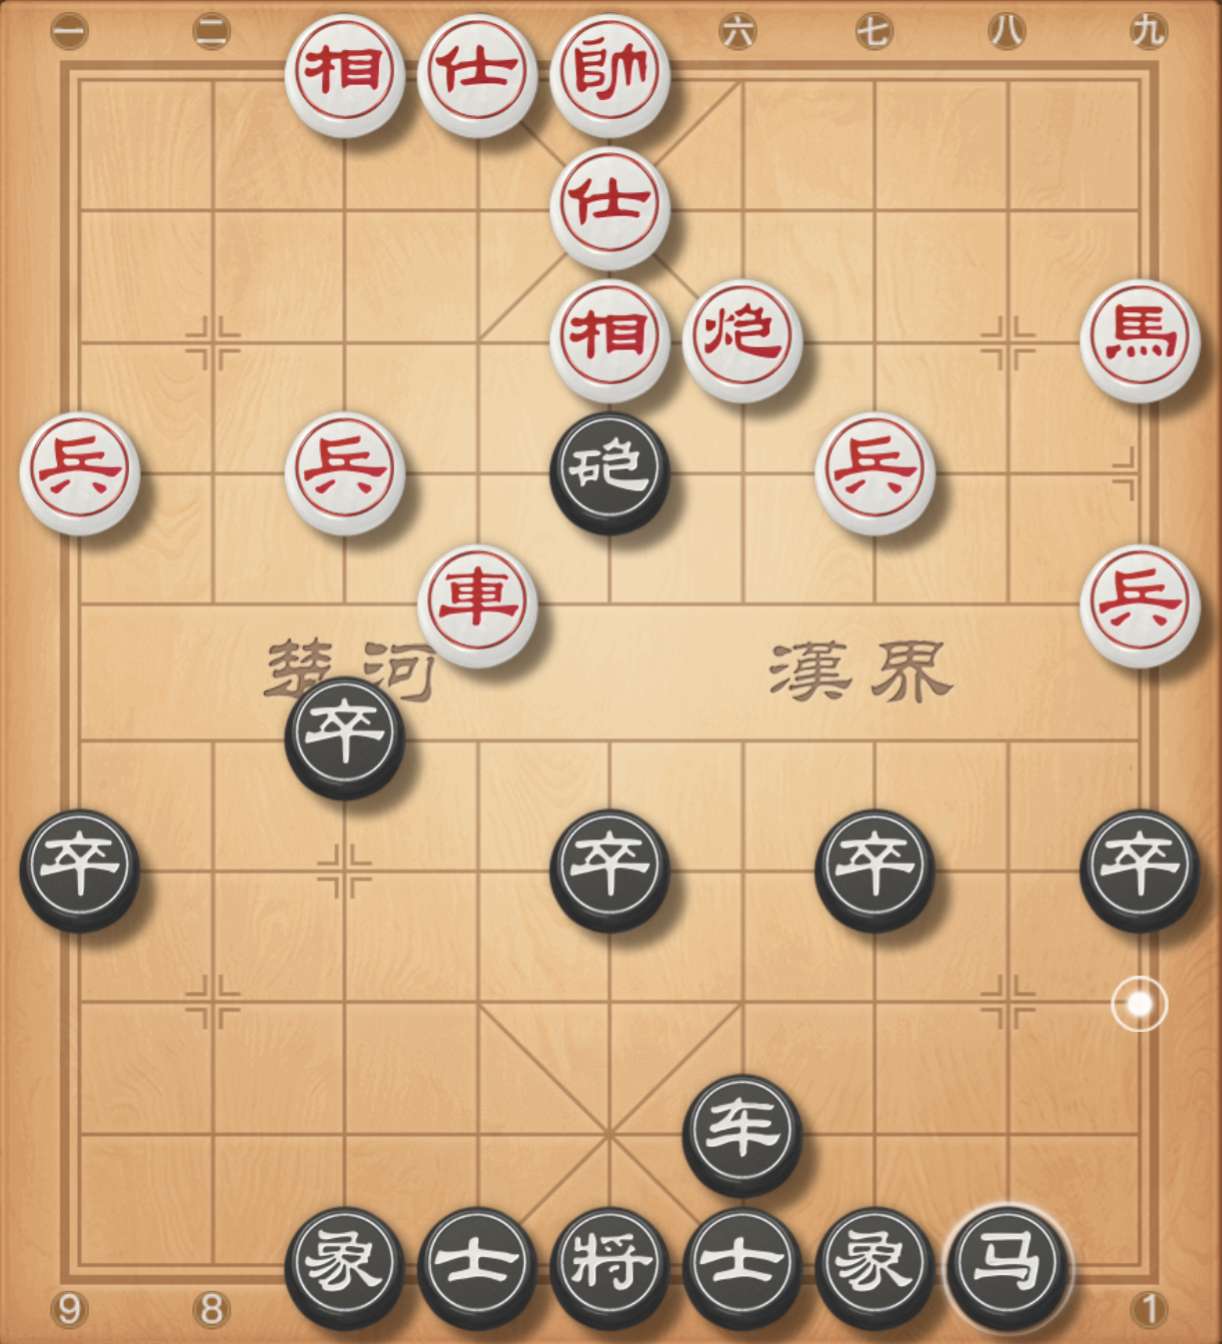 一 二 相 仕 帥 六 七 八 九
仕
相 炮 馬
兵 兵 砲 兵
車 兵
楚河 漢界
卒
卒 卒 卒 卒
车
象 士 將 士 象 马
9 8 1